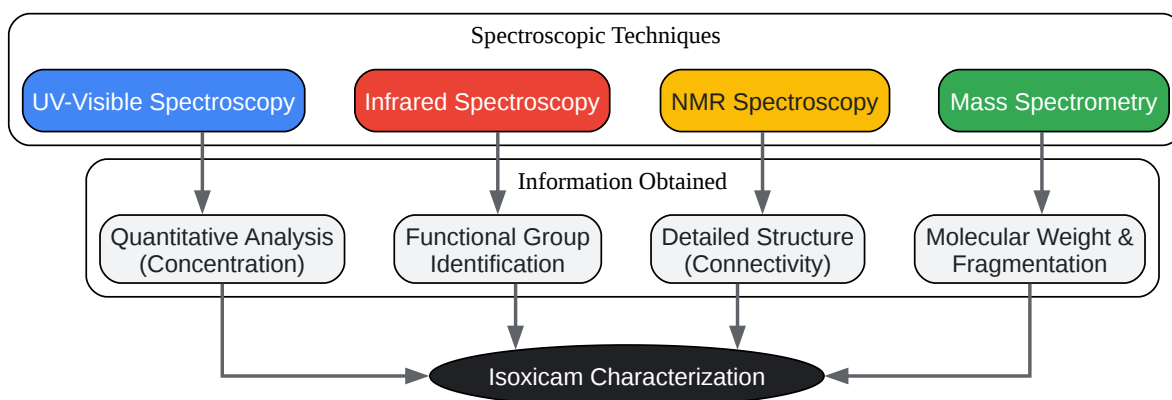 Spectroscopic Techniques
UV-Visible Spectroscopy
Infrared Spectroscopy
NMR Spectroscopy
Mass Spectrometry
Information Obtained
Quantitative Analysis
(Concentration)
Functional Group
Identification
Detailed Structure
(Connectivity)
Molecular Weight &
Fragmentation
Isoxicam Characterization